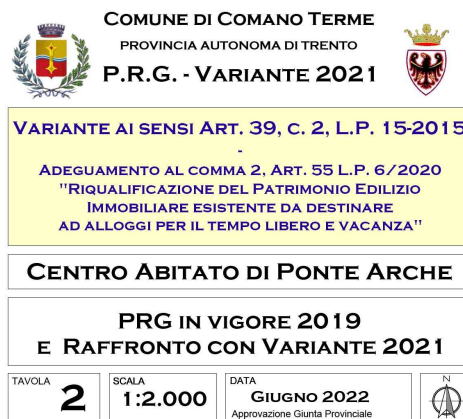 COMUNE DI COMANO TERME
PROVINCIA AUTONOMA DI TRENTO
P.R.G. - VARIANTE 2021
VARIANTE AI SENSI ART. 39, C. 2, L.P. 15-2015
-
ADEGUAMENTO AL COMMA 2, ART. 55 L.P. 6/2020
"RIQUALIFICAZIONE DEL PATRIMONIO EDILIZIO
IMMOBILIARE ESISTENTE DA DESTINARE
AD ALLOGGI PER IL TEMPO LIBERO E VACANZA"
CENTRO ABITATO DI PONTE ARCHE
PRG IN VIGORE 2019
E RAFFRONTO CON VARIANTE 2021
TAVOLA
2
SCALA
1:2.000
DATA
GIUGNO 2022
Approvazione Giunta Provinciale
N